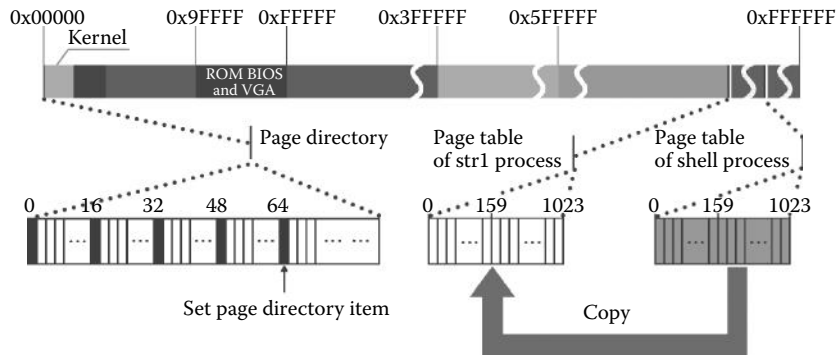 0x00000 0x9FFFF 0xFFFFF 0x3FFFFF 0x5FFFFF 0xFFFFFF
Kernel
ROM BIOS
and VGA
Page directory
Page table
of str1 process
Page table
of shell process
0 16 32 48 64
... ... ... ... ... ...
0 159 1023
... ...
0 159 1023
... ...
Set page directory item
Copy